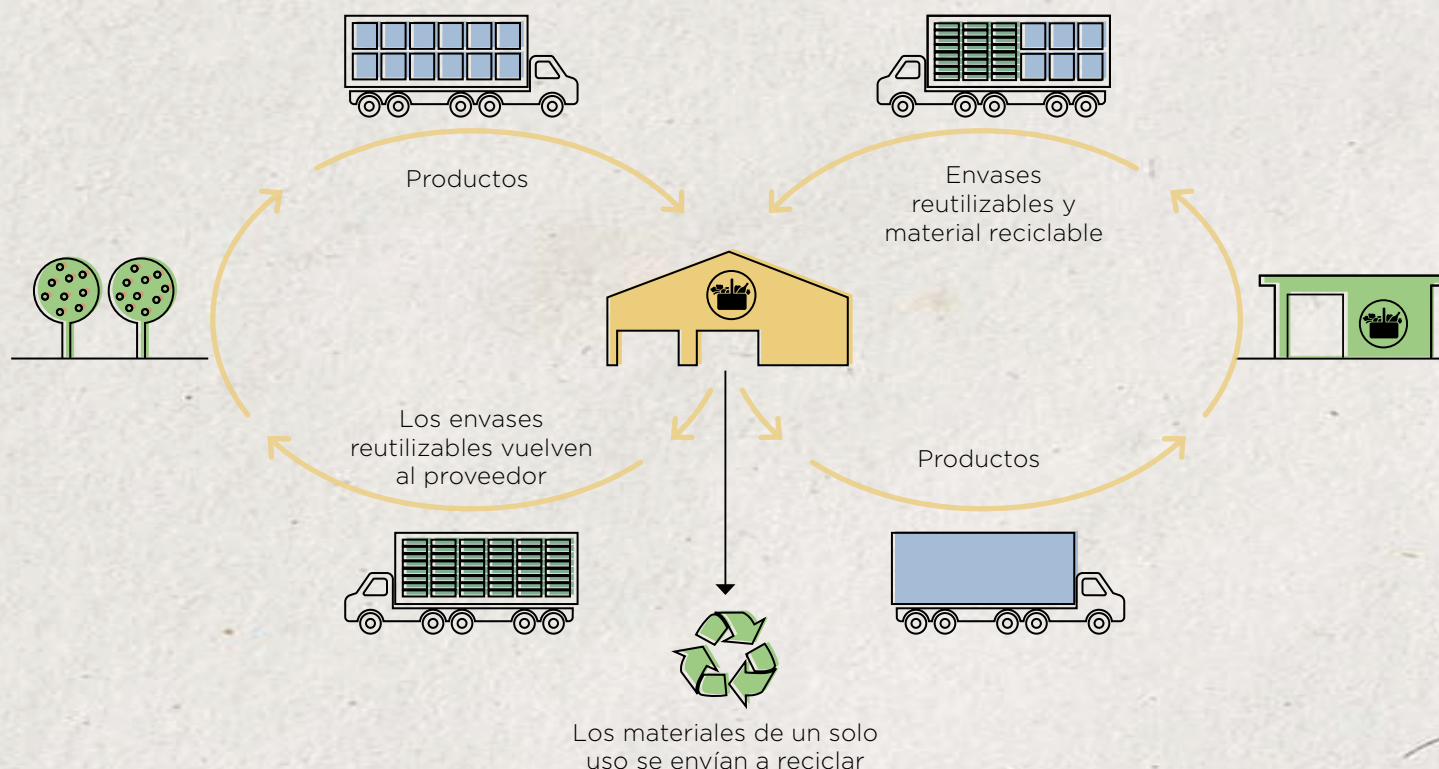 Productos
Envases
reutilizables y
material reciclable
Los envases
reutilizables vuelven
al proveedor
Productos
Los materiales de un solo
uso se envían a reciclar